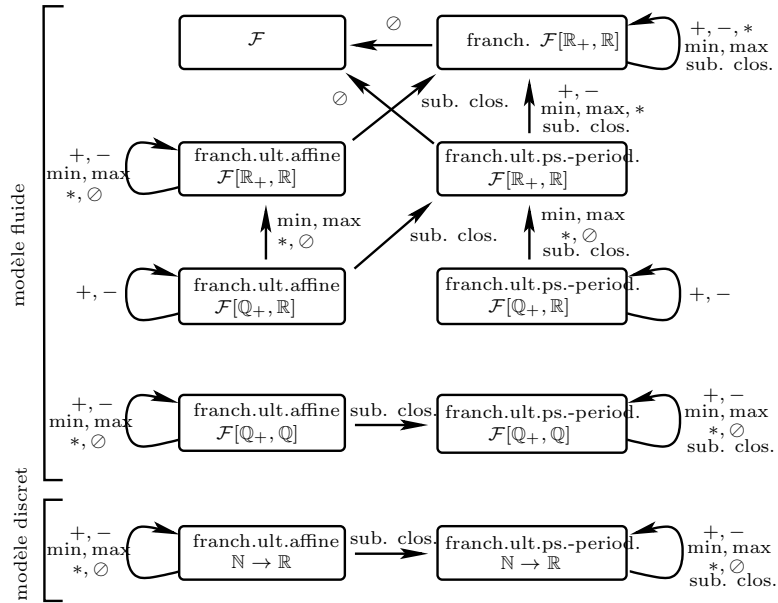 modèle fluide
ℱ
⊘
franch. ℱ[ℝ₊, ℝ]
+, −, ∗
min, max
sub. clos.
⊘
sub. clos.
+, −
min, max, ∗
sub. clos.
+, −
min, max
∗, ⊘
franch.ult.affine
ℱ[ℝ₊, ℝ]
franch.ult.ps.-period.
ℱ[ℝ₊, ℝ]
min, max
∗, ⊘
sub. clos.
min, max
∗, ⊘
sub. clos.
+, −
franch.ult.affine
ℱ[ℚ₊, ℝ]
franch.ult.ps.-period.
ℱ[ℚ₊, ℝ]
+, −
+, −
min, max
∗, ⊘
franch.ult.affine
ℱ[ℚ₊, ℚ]
sub. clos.
franch.ult.ps.-period.
ℱ[ℚ₊, ℚ]
+, −
min, max
∗, ⊘
sub. clos.
modèle discret
+, −
min, max
∗, ⊘
franch.ult.affine
ℕ → ℝ
sub. clos.
franch.ult.ps.-period.
ℕ → ℝ
+, −
min, max
∗, ⊘
sub. clos.